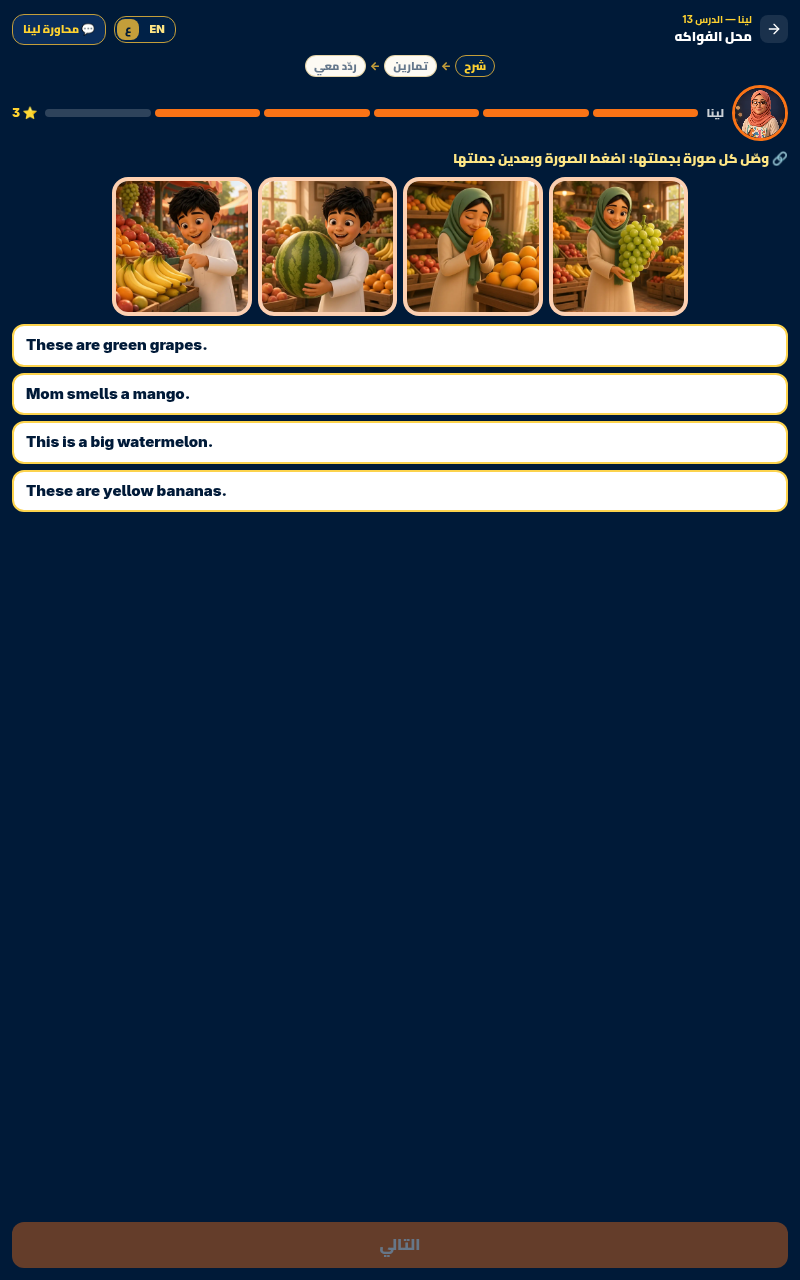 لينا — الدرس 13
محل الفواكه
EN ع
💬 محاورة لينا
شرح ← تمارين ← ردّد معي
لينا
⭐ 3
🔗 وصّل كل صورة بجملتها: اضغط الصورة وبعدين جملتها
These are green grapes.
Mom smells a mango.
This is a big watermelon.
These are yellow bananas.
التالي